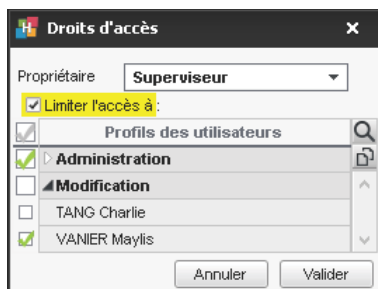 H Droits d'accès
Propriétaire Superviseur
Limiter l'accès à :
Profils des utilisateurs
Administration
Modification
TANG Charlie
VANIER Maylis
Annuler Valider